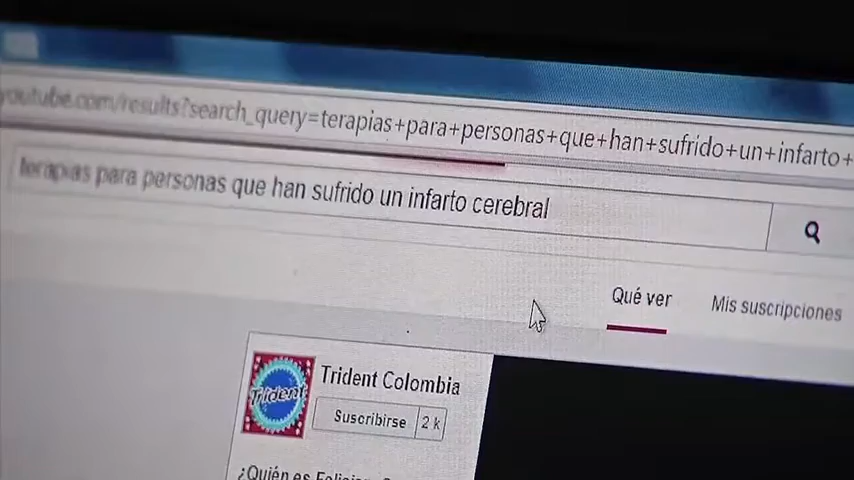 youtube.com/results?search_query=terapias+para+personas+que+han+sufrido+un+infarto+
terapias para personas que han sufrido un infarto cerebral
Qué ver
Mis suscripciones
Trident
Trident Colombia
Suscribirse 2 k
¿Quién es